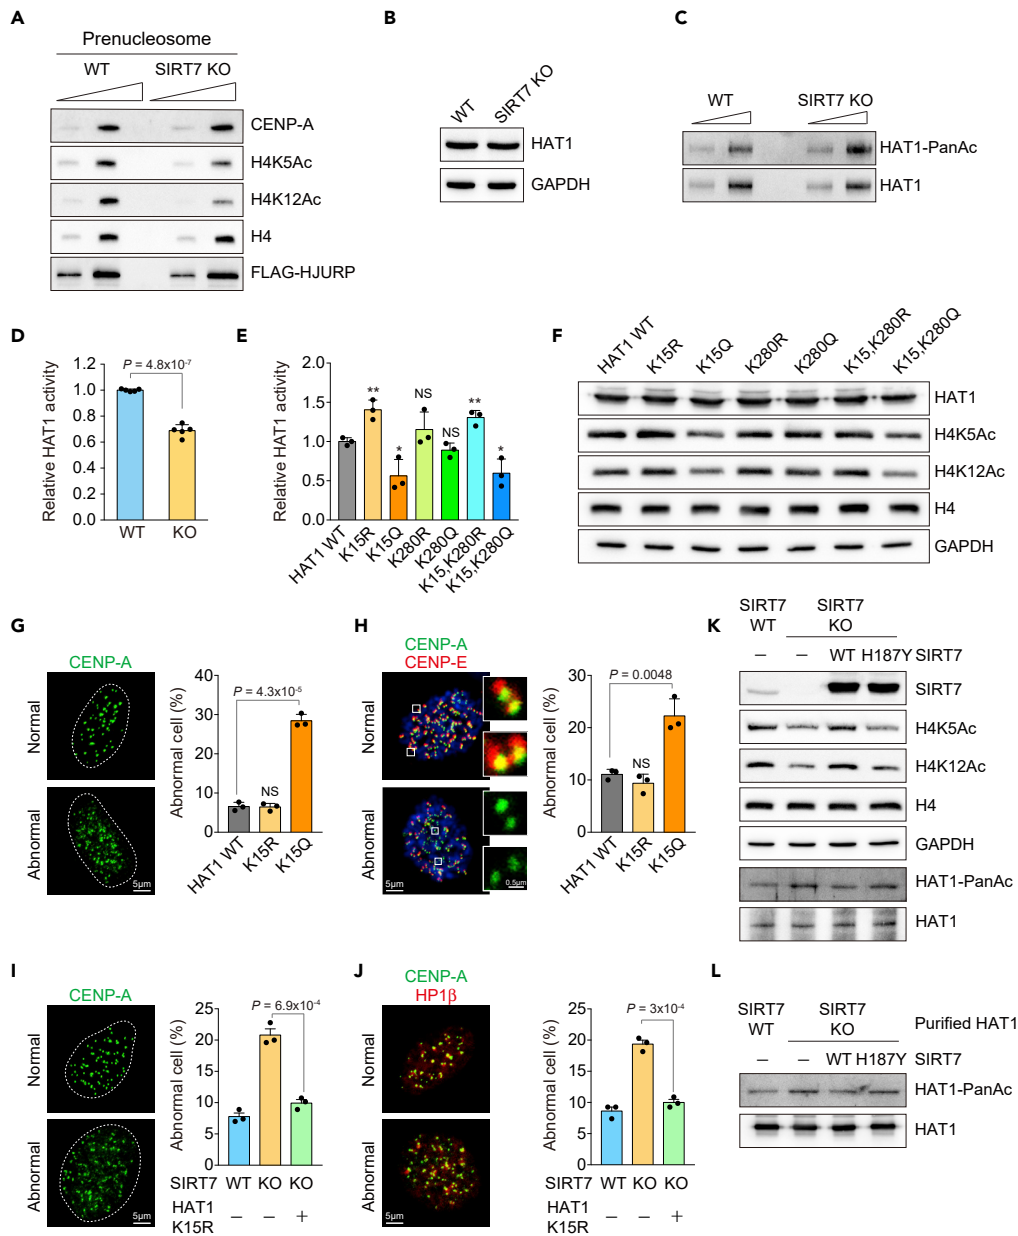 A
Prenucleosome
WT SIRT7 KO
CENP-A
H4K5Ac
H4K12Ac
H4
FLAG-HJURP
B
WT SIRT7 KO
HAT1
GAPDH
C
WT SIRT7 KO
HAT1-PanAc
HAT1
D
P = 4.8x10-7
Relative HAT1 activity
1.2
1.0
0.8
0.6
0.4
0.2
0.0
WT KO
E
Relative HAT1 activity
1.5
1.0
0.5
0.0
** * NS NS ** *
HAT1 WT K15R K15Q K280R K280Q K15,K280R K15,K280Q
F
HAT1 WT K15R K15Q K280R K280Q K15,K280R K15,K280Q
HAT1
H4K5Ac
H4K12Ac
H4
GAPDH
G
CENP-A
Normal
Abnormal
5μm
Abnormal cell (%)
40
30
20
10
0
P = 4.3x10-5
NS
HAT1 WT K15R K15Q
H
CENP-A
CENP-E
Normal
Abnormal
5μm
0.5μm
Abnormal cell (%)
30
20
10
0
P = 0.0048
NS
HAT1 WT K15R K15Q
K
SIRT7 WT SIRT7 KO
– – WT H187Y SIRT7
SIRT7
H4K5Ac
H4K12Ac
H4
GAPDH
HAT1-PanAc
HAT1
I
CENP-A
Normal
Abnormal
5μm
Abnormal cell (%)
25
20
15
10
5
0
P = 6.9x10-4
SIRT7 WT KO KO
HAT1 K15R – – +
J
CENP-A
HP1β
Normal
Abnormal
5μm
Abnormal cell (%)
25
20
15
10
5
0
P = 3x10-4
SIRT7 WT KO KO
HAT1 K15R – – +
L
SIRT7 WT SIRT7 KO Purified HAT1
– – WT H187Y SIRT7
HAT1-PanAc
HAT1